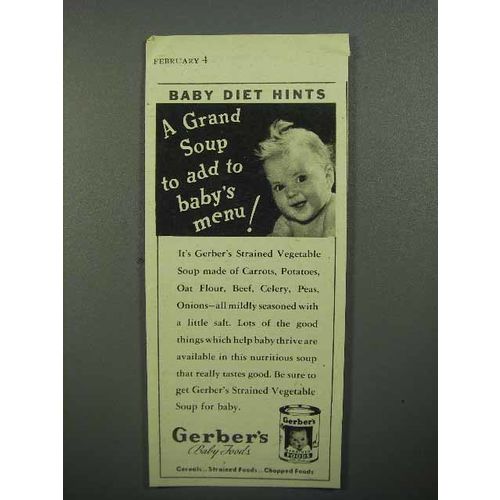 FEBRUARY 4
BABY DIET HINTS
A Grand
Soup
to add to
baby's
menu!
It's Gerber's Strained Vegetable
Soup made of Carrots, Potatoes,
Oat Flour, Beef, Celery, Peas,
Onions—all mildly seasoned with
a little salt. Lots of the good
things which help baby thrive are
available in this nutritious soup
that really tastes good. Be sure to
get Gerber's Strained Vegetable
Soup for baby.
Gerber's
Baby Foods
Cereals . . Strained Foods . . Chopped Foods
Gerber's
FOODS